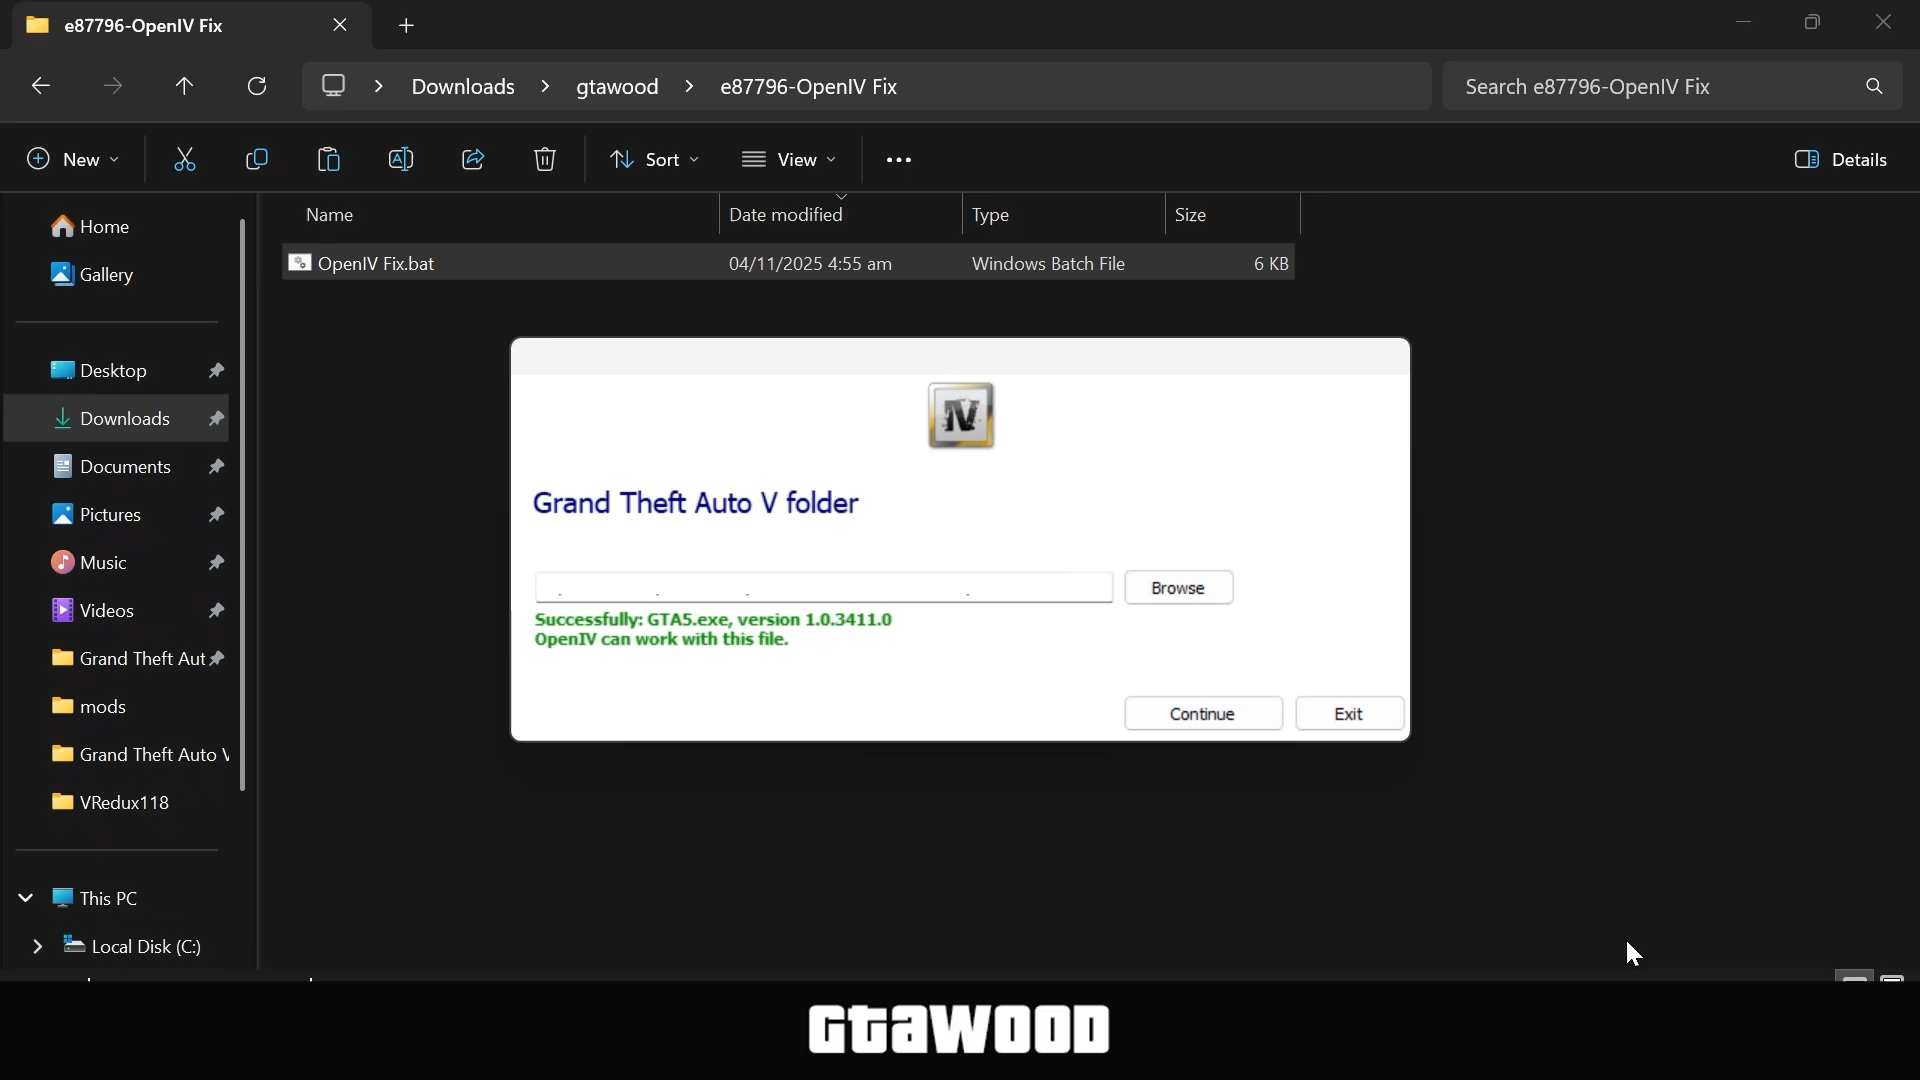 e87796-OpenIV Fix
Downloads > gtawood > e87796-OpenIV Fix
Search e87796-OpenIV Fix
New
Sort
View
Details
Name
Date modified
Type
Size
OpenIV Fix.bat
04/11/2025 4:55 am
Windows Batch File
6 KB
Home
Gallery
Desktop
Downloads
Documents
Pictures
Music
Videos
Grand Theft Aut
mods
Grand Theft Auto V
VRedux118
This PC
Local Disk (C:)
IV
Grand Theft Auto V folder
Browse
Successfully: GTA5.exe, version 1.0.3411.0
OpenIV can work with this file.
Continue
Exit
GtaWOOD